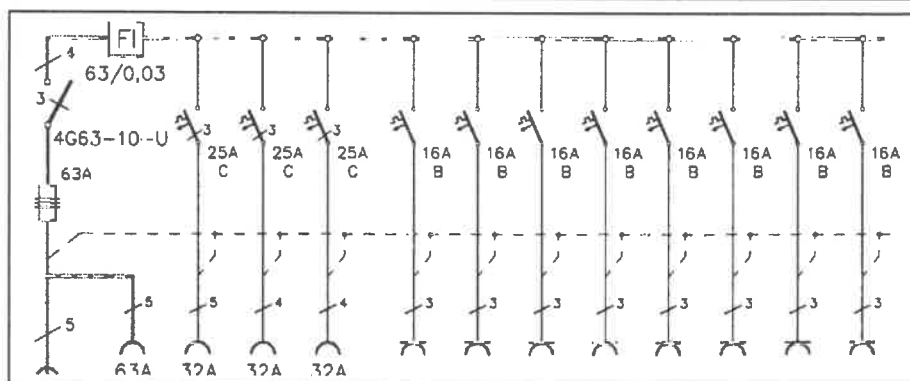 FI
4
63/0,03
3
4G63-10-U
63A
3 3 3
25A 25A 25A 16A 16A 16A 16A 16A 16A 16A 16A
C C C B B B B B B B B
5 5 5 4 4 3 3 3 3 3 3 3 3
63A 32A 32A 32A